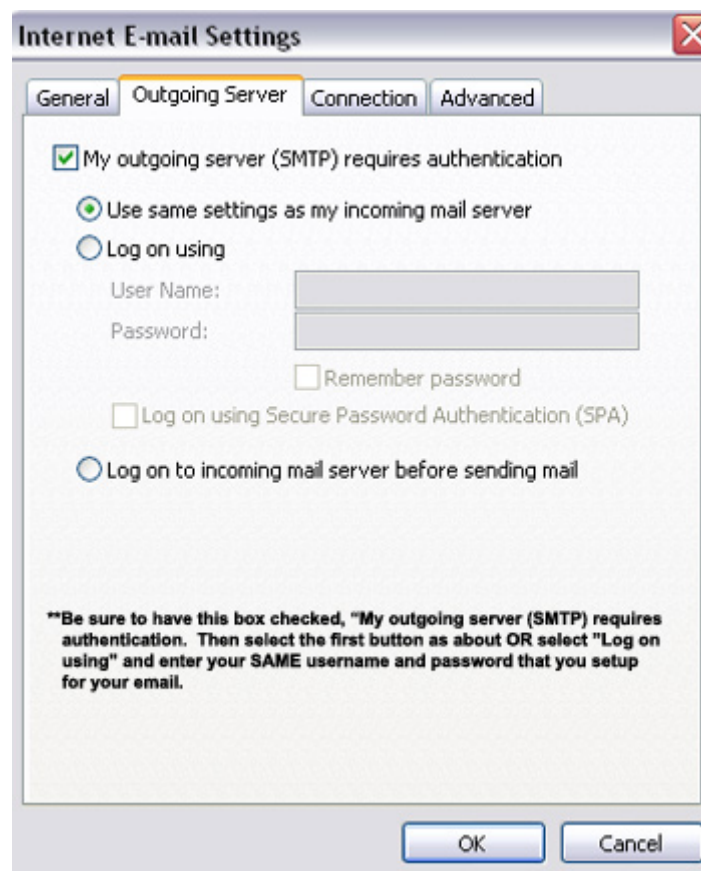 Internet E-mail Settings
General Outgoing Server Connection Advanced
My outgoing server (SMTP) requires authentication
Use same settings as my incoming mail server
Log on using
User Name:
Password:
Remember password
Log on using Secure Password Authentication (SPA)
Log on to incoming mail server before sending mail
**Be sure to have this box checked, "My outgoing server (SMTP) requires
authentication. Then select the first button as about OR select "Log on
using" and enter your SAME username and password that you setup
for your email.
OK Cancel